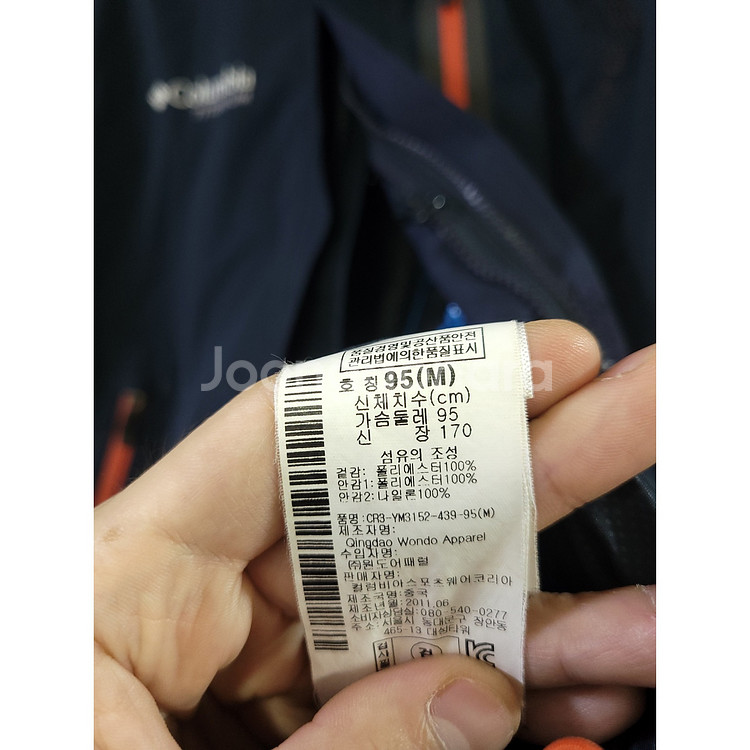 Columbia
품질경영및공산품안전
관리법에의한품질표시
호 칭 95(M)
신체치수(cm)
가슴둘레 95
신 장 170
섬유의 조성
겉감: 폴리에스터100%
안감1: 폴리에스터100%
안감2: 나일론100%
품명:CR3-YM3152-439-95(M)
제조자명:
Qingdao Wondo Apparel
수입자명:
(주)원도어패럴
판매자명:
컬럼비아스포츠웨어코리아
제조국명:중국
제조년월:2011.06
소비사상담실:080-540-0277
주소:서울시 동대문구 장안동
465-13 대성타워